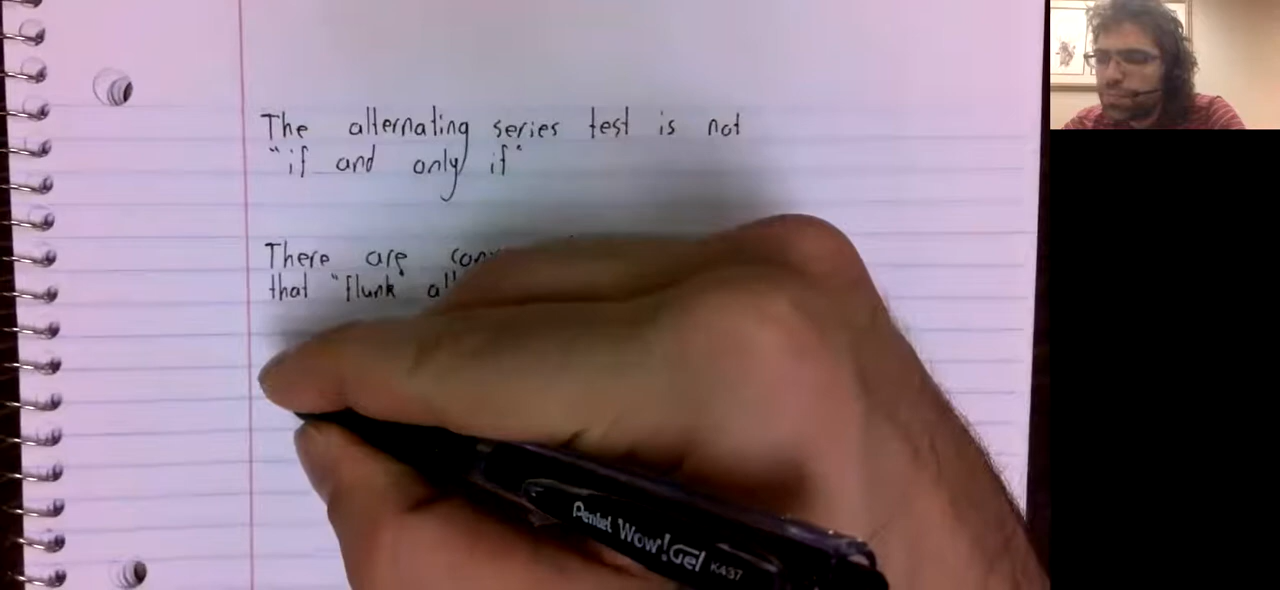 The alternating series test is not
"if and only if"
There are
that "flunk"
Pentel Wow! Gel K437